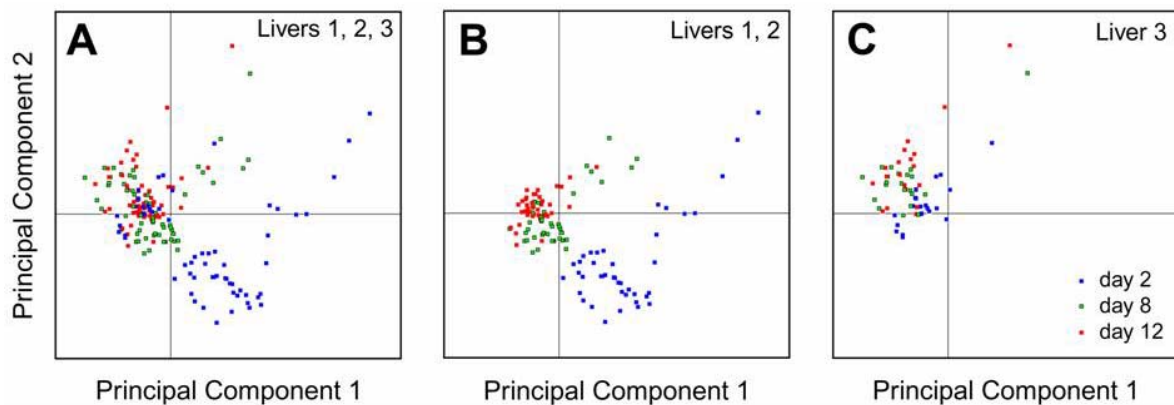 A
Livers 1, 2, 3
B
Livers 1, 2
C
Liver 3
Principal Component 2
day 2
day 8
day 12
Principal Component 1
Principal Component 1
Principal Component 1